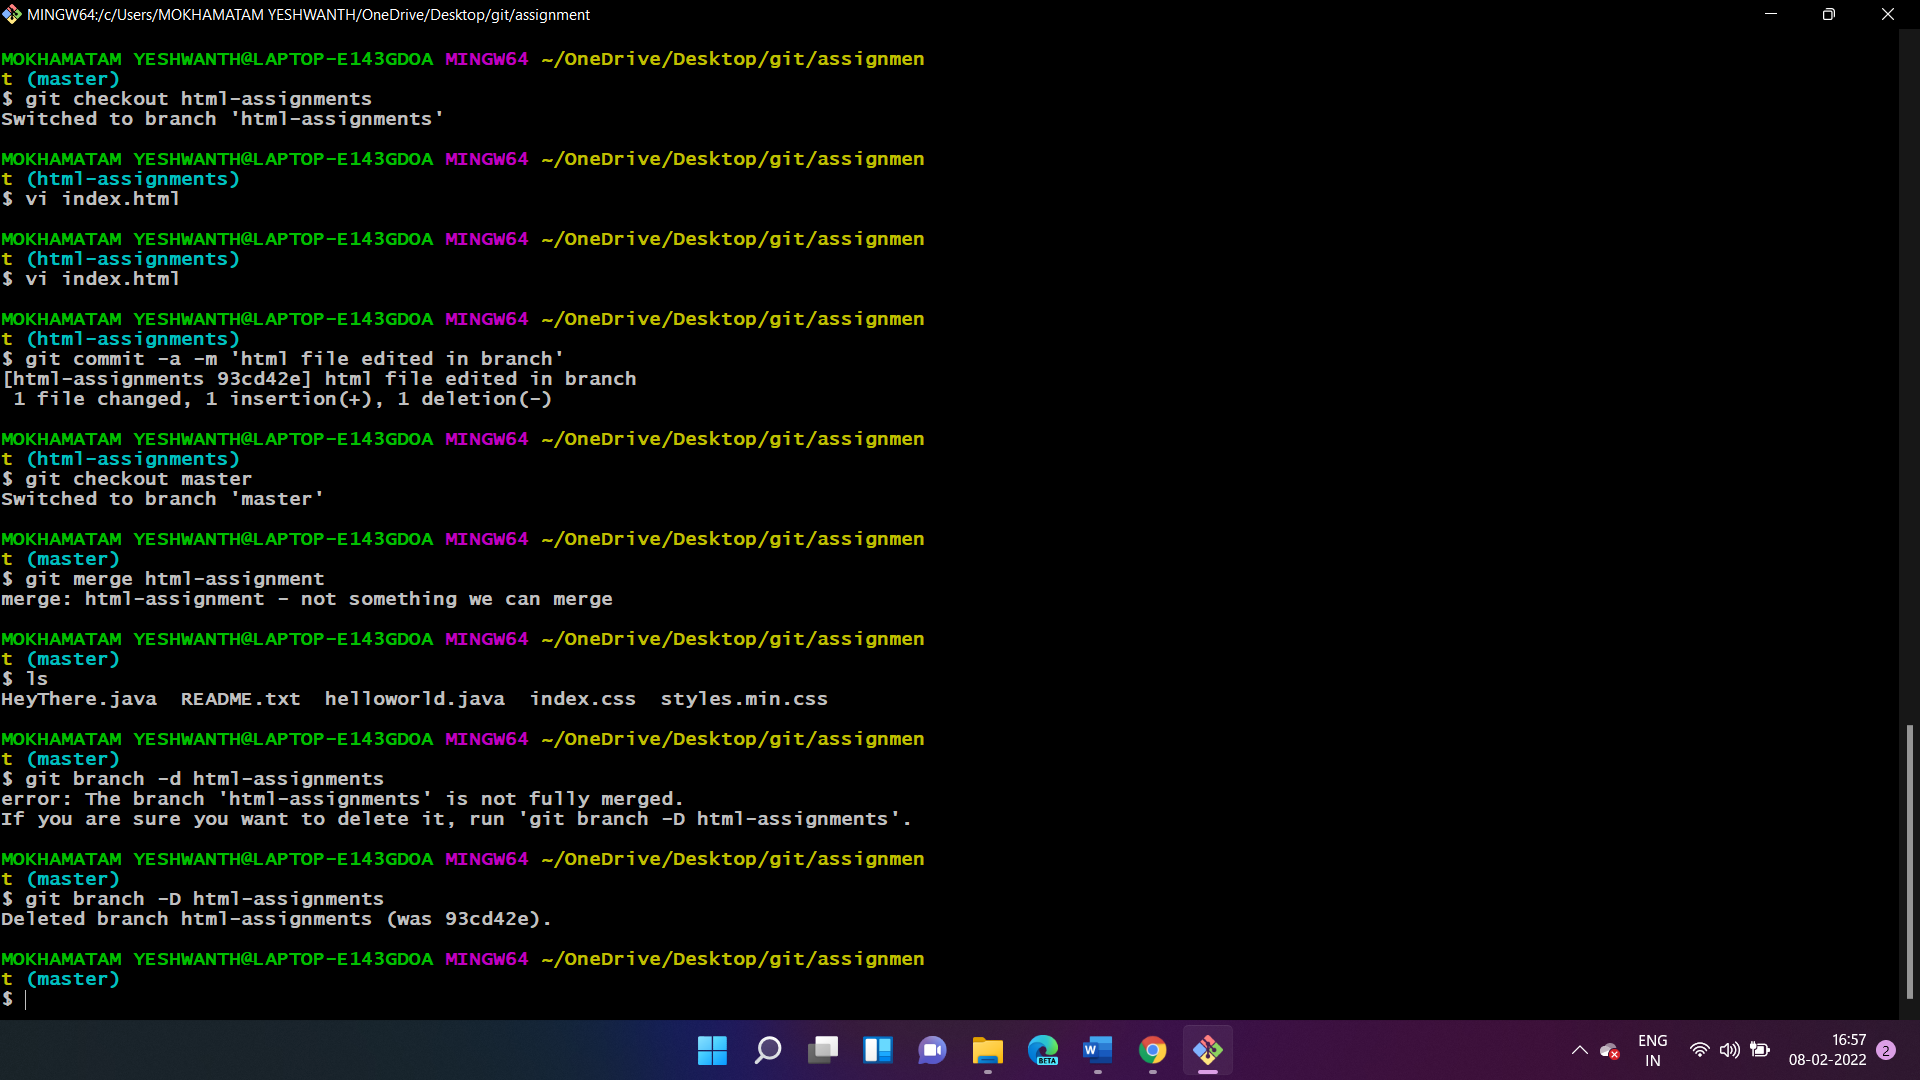 MINGW64:/c/Users/MOKHAMATAM YESHWANTH/OneDrive/Desktop/git/assignment
MOKHAMATAM YESHWANTH@LAPTOP-E143GDOA MINGW64 ~/OneDrive/Desktop/git/assignmen
t (master)
$ git checkout html-assignments
Switched to branch 'html-assignments'
MOKHAMATAM YESHWANTH@LAPTOP-E143GDOA MINGW64 ~/OneDrive/Desktop/git/assignmen
t (html-assignments)
$ vi index.html
MOKHAMATAM YESHWANTH@LAPTOP-E143GDOA MINGW64 ~/OneDrive/Desktop/git/assignmen
t (html-assignments)
$ vi index.html
MOKHAMATAM YESHWANTH@LAPTOP-E143GDOA MINGW64 ~/OneDrive/Desktop/git/assignmen
t (html-assignments)
$ git commit -a -m 'html file edited in branch'
[html-assignments 93cd42e] html file edited in branch
 1 file changed, 1 insertion(+), 1 deletion(-)
MOKHAMATAM YESHWANTH@LAPTOP-E143GDOA MINGW64 ~/OneDrive/Desktop/git/assignmen
t (html-assignments)
$ git checkout master
Switched to branch 'master'
MOKHAMATAM YESHWANTH@LAPTOP-E143GDOA MINGW64 ~/OneDrive/Desktop/git/assignmen
t (master)
$ git merge html-assignment
merge: html-assignment - not something we can merge
MOKHAMATAM YESHWANTH@LAPTOP-E143GDOA MINGW64 ~/OneDrive/Desktop/git/assignmen
t (master)
$ ls
HeyThere.java  README.txt  helloworld.java  index.css  styles.min.css
MOKHAMATAM YESHWANTH@LAPTOP-E143GDOA MINGW64 ~/OneDrive/Desktop/git/assignmen
t (master)
$ git branch -d html-assignments
error: The branch 'html-assignments' is not fully merged.
If you are sure you want to delete it, run 'git branch -D html-assignments'.
MOKHAMATAM YESHWANTH@LAPTOP-E143GDOA MINGW64 ~/OneDrive/Desktop/git/assignmen
t (master)
$ git branch -D html-assignments
Deleted branch html-assignments (was 93cd42e).
MOKHAMATAM YESHWANTH@LAPTOP-E143GDOA MINGW64 ~/OneDrive/Desktop/git/assignmen
t (master)
$
BETA
W
ENG
IN
16:57
08-02-2022
2